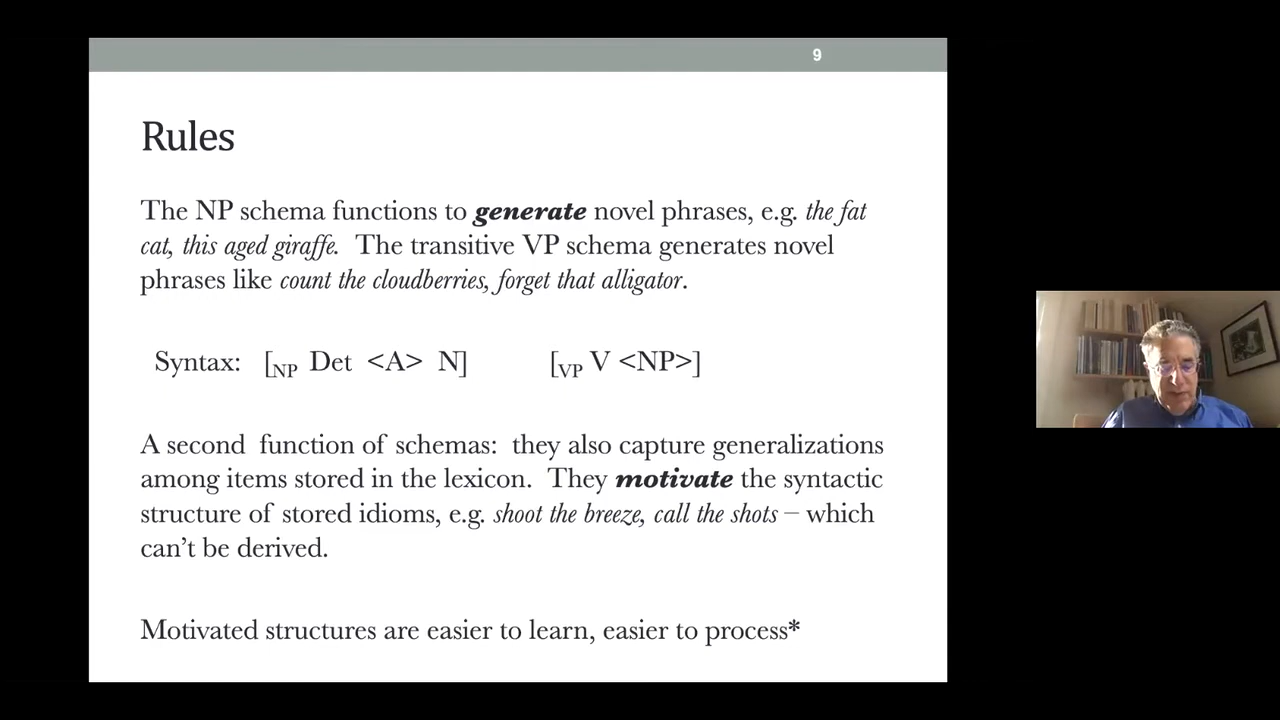 9
Rules
The NP schema functions to generate novel phrases, e.g. the fat
cat, this aged giraffe. The transitive VP schema generates novel
phrases like count the cloudberries, forget that alligator.
Syntax: [NP Det <A> N] [VP V <NP>]
A second function of schemas: they also capture generalizations
among items stored in the lexicon. They motivate the syntactic
structure of stored idioms, e.g. shoot the breeze, call the shots – which
can’t be derived.
Motivated structures are easier to learn, easier to process*